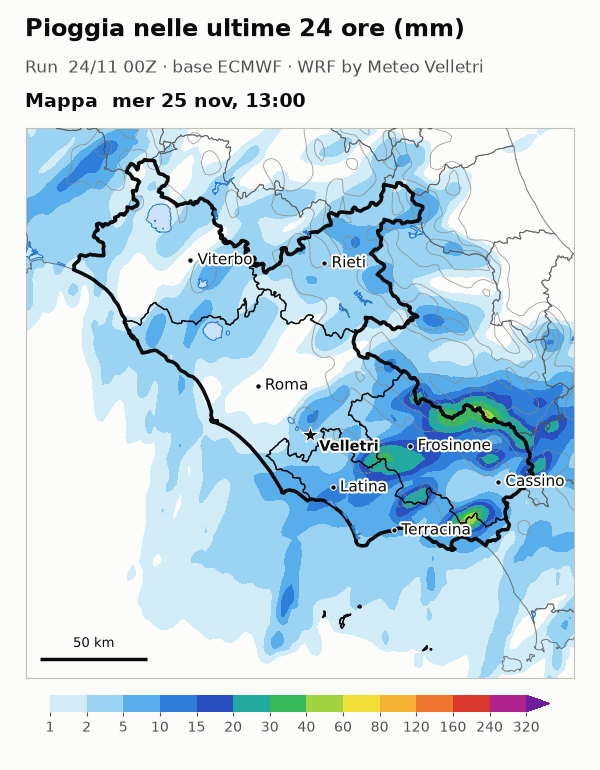 Pioggia nelle ultime 24 ore (mm)
Run  24/11 00Z · base ECMWF · WRF by Meteo Velletri
Mappa  mer 25 nov, 13:00
Viterbo
Rieti
Roma
Velletri
Frosinone
Cassino
Latina
Terracina
50 km
1 2 5 10 15 20 30 40 60 80 120 160 240 320